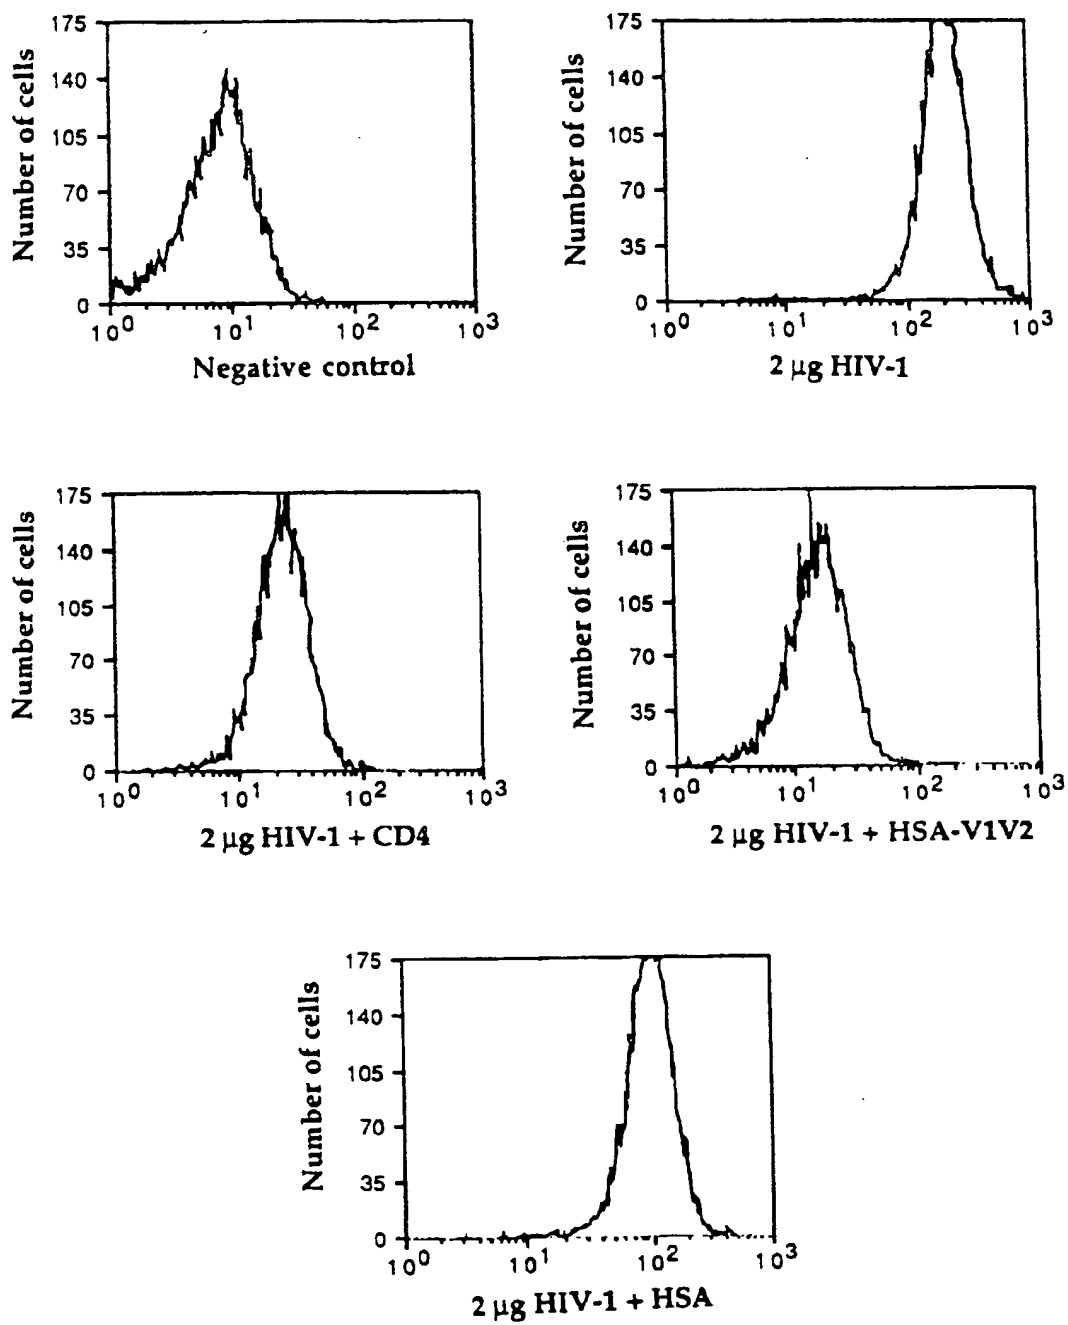 175
140
105
70
35
0
Number of cells
10⁰ 10¹ 10² 10³
Negative control
175
140
105
70
35
0
Number of cells
10⁰ 10¹ 10² 10³
2 µg HIV-1
175
140
105
70
35
0
Number of cells
10⁰ 10¹ 10² 10³
2 µg HIV-1 + CD4
175
140
105
70
35
0
Number of cells
10⁰ 10¹ 10² 10³
2 µg HIV-1 + HSA-V1V2
175
140
105
70
35
0
Number of cells
10⁰ 10¹ 10² 10³
2 µg HIV-1 + HSA